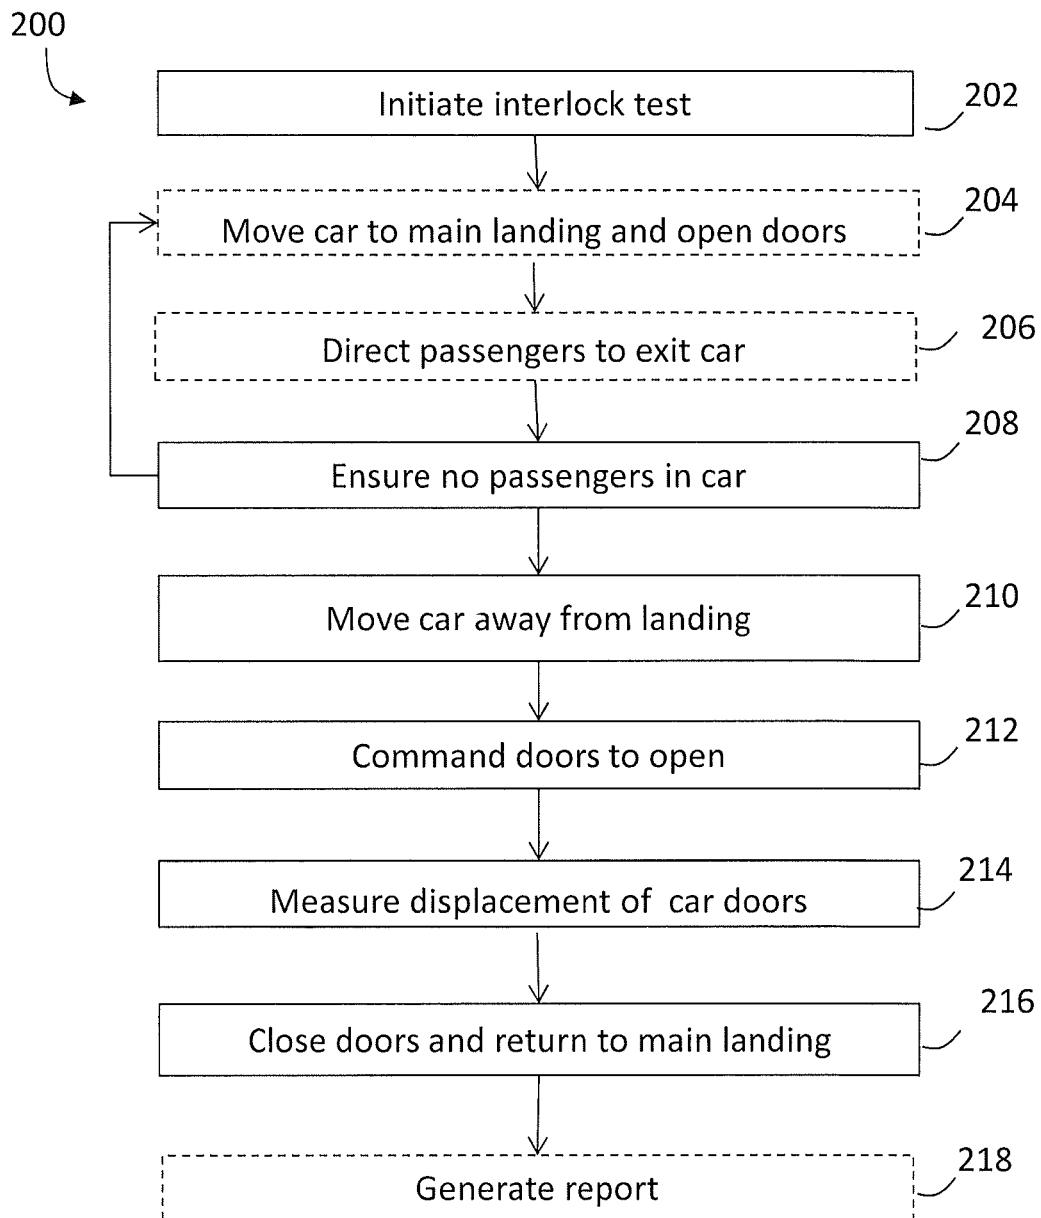 200
Initiate interlock test
202
Move car to main landing and open doors
204
Direct passengers to exit car
206
Ensure no passengers in car
208
Move car away from landing
210
Command doors to open
212
Measure displacement of car doors
214
Close doors and return to main landing
216
Generate report
218